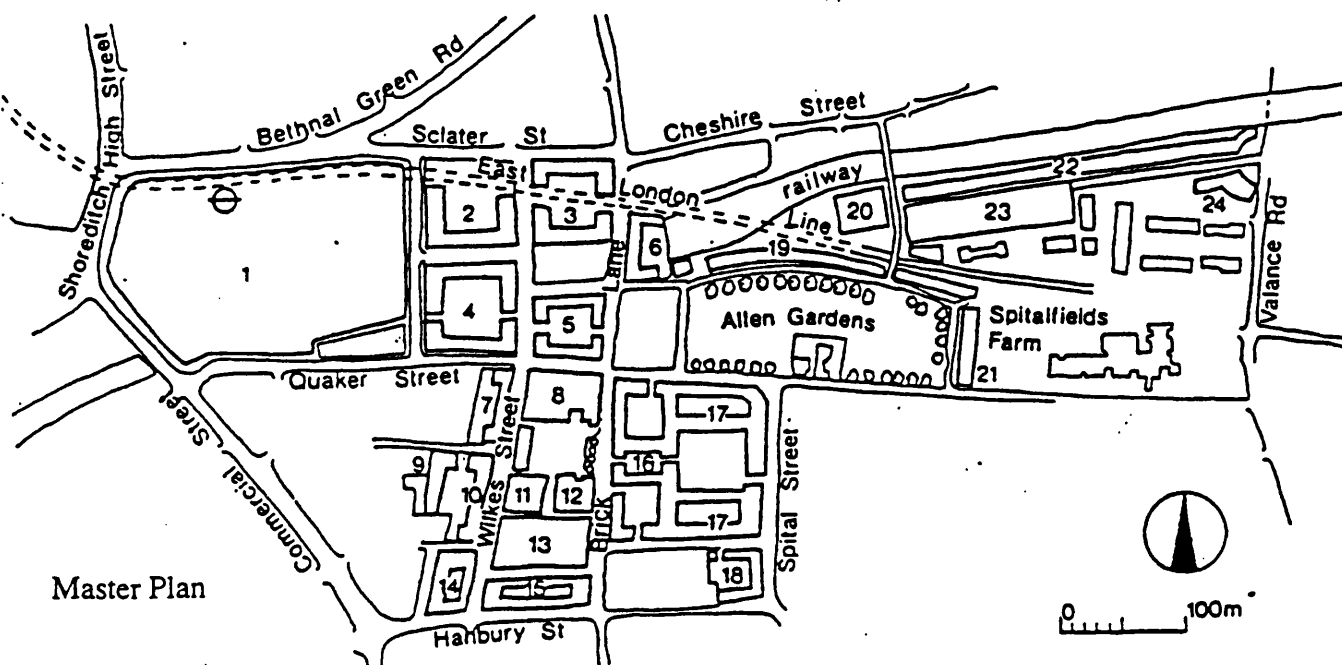 Shoreditch High Street
Bethnal Green Rd
Sclater St
Cheshire Street
East London Line
railway
22
2
3
20
23
24
6
19
1
Valance Rd
4
5
Lane
Allen Gardens
Spitalfields
Farm
Quaker Street
21
8
7
17
Wilkes Street
Commercial Street
16
9
10
11
12
Brick
Spital Street
17
13
Master Plan
14
15
18
0 100m
Hanbury St